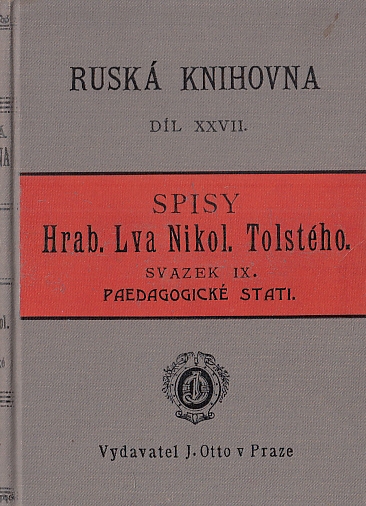 RUSKÁ KNIHOVNA
DÍL XXVII.
SPISY
Hrab. Lva Nikol. Tolstého.
SVAZEK IX.
PAEDAGOGICKÉ STATI.
Vydavatel J. Otto v Praze